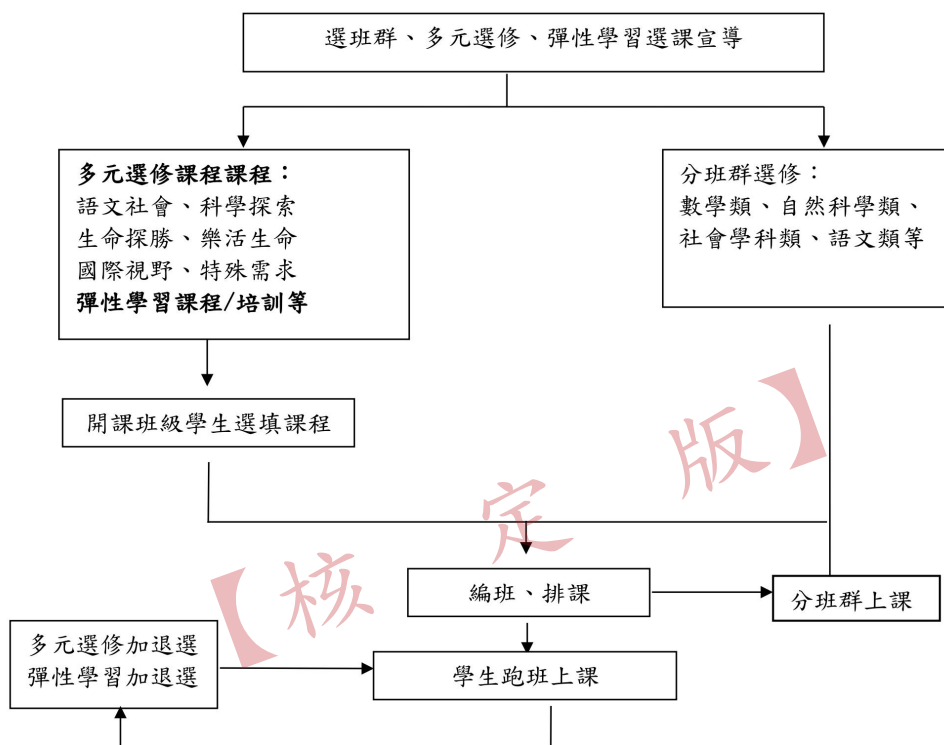 選班群、多元選修、彈性學習選課宣導
多元選修課程課程：
語文社會、科學探索
生命探勝、樂活生命
國際視野、特殊需求
彈性學習課程/培訓等
分班群選修：
數學類、自然科學類、
社會學科類、語文類等
開課班級學生選填課程
【核定版】
編班、排課
分班群上課
多元選修加退選
彈性學習加退選
學生跑班上課